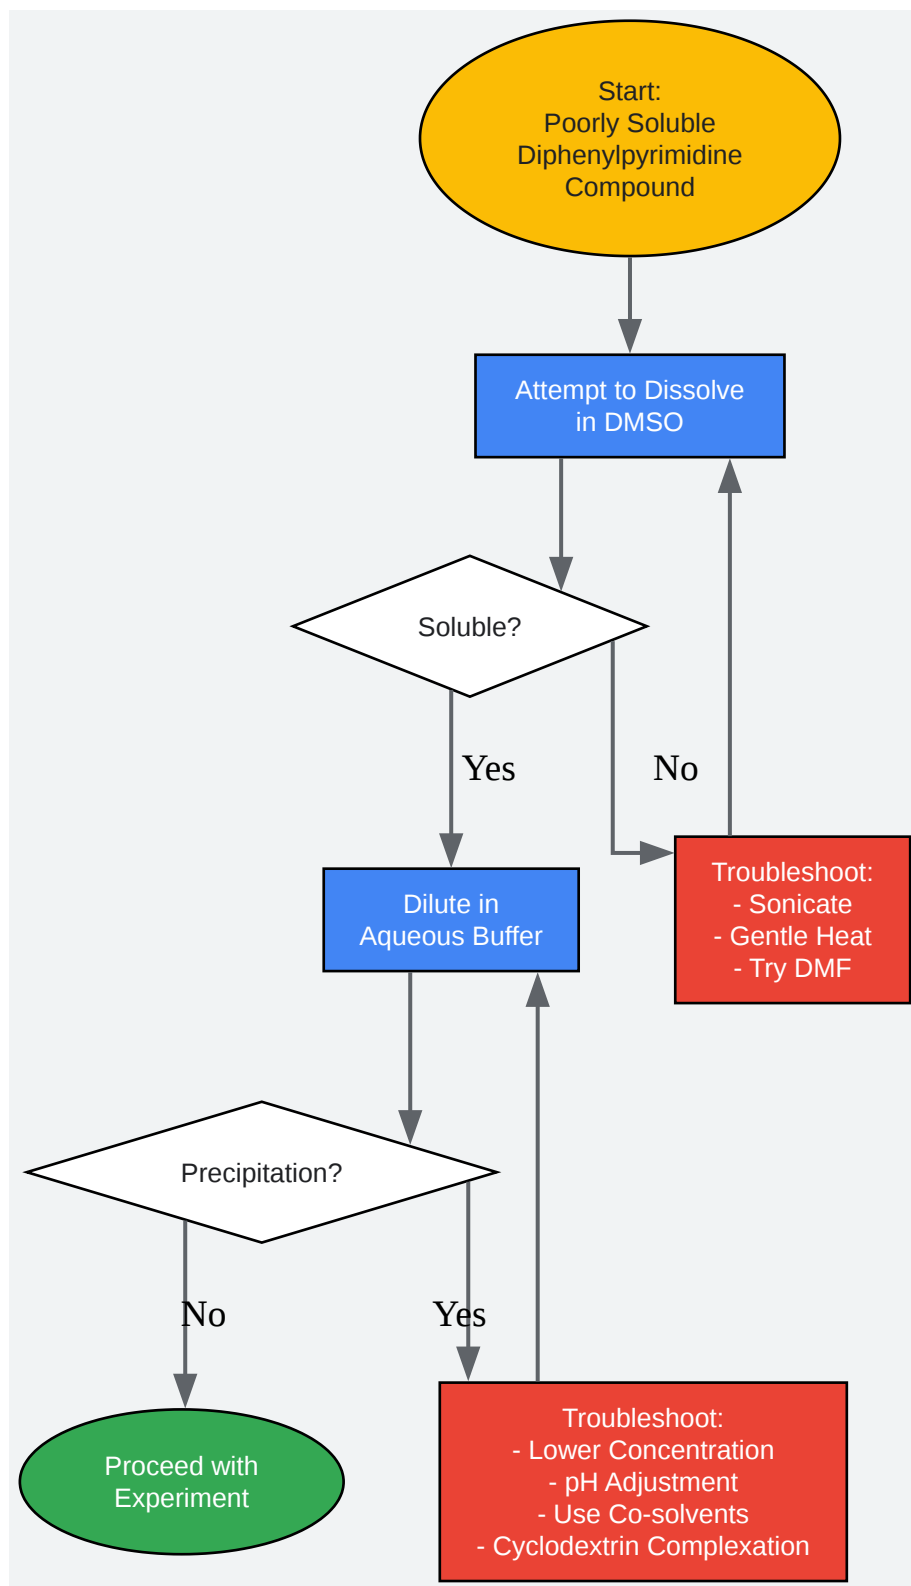 Start:
Poorly Soluble
Diphenylpyrimidine
Compound
Attempt to Dissolve
in DMSO
Soluble?
Yes
No
Troubleshoot:
- Sonicate
- Gentle Heat
- Try DMF
Dilute in
Aqueous Buffer
Precipitation?
No
Yes
Proceed with
Experiment
Troubleshoot:
- Lower Concentration
- pH Adjustment
- Use Co-solvents
- Cyclodextrin Complexation